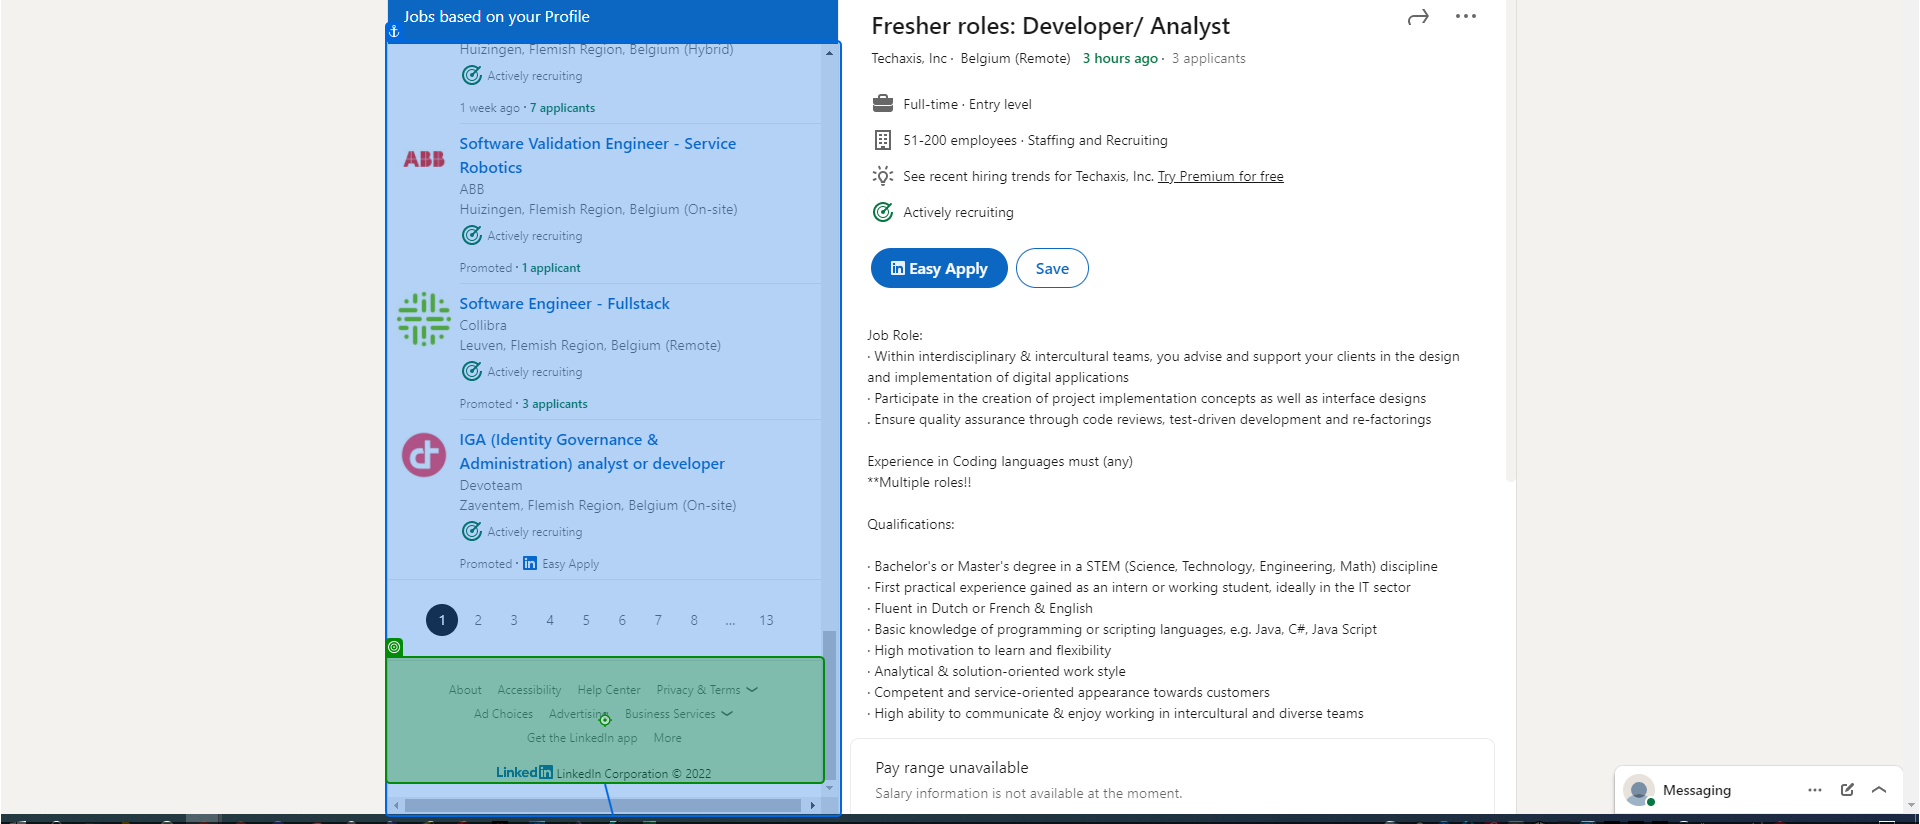 Jobs based on your Profile
Huizingen, Flemish Region, Belgium (Hybrid)
Actively recruiting
1 week ago · 7 applicants
ABB
Software Validation Engineer - Service
Robotics
ABB
Huizingen, Flemish Region, Belgium (On-site)
Actively recruiting
Promoted · 1 applicant
Software Engineer - Fullstack
Collibra
Leuven, Flemish Region, Belgium (Remote)
Actively recruiting
Promoted · 3 applicants
IGA (Identity Governance &
Administration) analyst or developer
Devoteam
Zaventem, Flemish Region, Belgium (On-site)
Actively recruiting
Promoted · in Easy Apply
1 2 3 4 5 6 7 8 ... 13
About Accessibility Help Center Privacy & Terms
Ad Choices Advertising Business Services
Get the LinkedIn app More
LinkedIn LinkedIn Corporation © 2022
Fresher roles: Developer/ Analyst
Techaxis, Inc · Belgium (Remote) 3 hours ago · 3 applicants
Full-time · Entry level
51-200 employees · Staffing and Recruiting
See recent hiring trends for Techaxis, Inc. Try Premium for free
Actively recruiting
in Easy Apply Save
Job Role:
· Within interdisciplinary & intercultural teams, you advise and support your clients in the design
and implementation of digital applications
· Participate in the creation of project implementation concepts as well as interface designs
. Ensure quality assurance through code reviews, test-driven development and re-factorings
Experience in Coding languages must (any)
**Multiple roles!!
Qualifications:
· Bachelor's or Master's degree in a STEM (Science, Technology, Engineering, Math) discipline
· First practical experience gained as an intern or working student, ideally in the IT sector
· Fluent in Dutch or French & English
· Basic knowledge of programming or scripting languages, e.g. Java, C#, Java Script
· High motivation to learn and flexibility
· Analytical & solution-oriented work style
· Competent and service-oriented appearance towards customers
· High ability to communicate & enjoy working in intercultural and diverse teams
Pay range unavailable
Salary information is not available at the moment.
Messaging